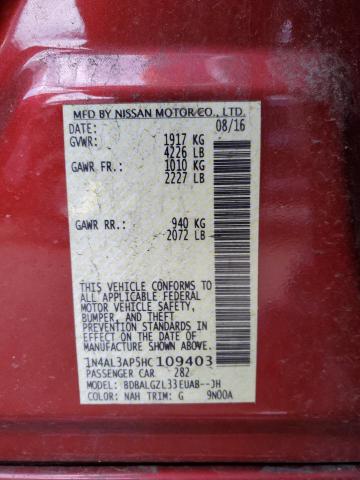 MFD BY NISSAN MOTOR CO., LTD.
DATE: 08/16
GVWR: 1917 KG
4226 LB
GAWR FR.: 1010 KG
2227 LB
GAWR RR.: 940 KG
2072 LB
THIS VEHICLE CONFORMS TO ALL
APPLICABLE FEDERAL
MOTOR VEHICLE SAFETY,
BUMPER, AND THEFT
PREVENTION STANDARDS IN
EFFECT ON THE DATE OF
MANUFACTURE SHOWN ABOVE.
1N4AL3AP5HC109403
PASSENGER CAR 282
MODEL: BDBALGZL33EUAB--JH
COLOR: NAH TRIM: G 9N00A